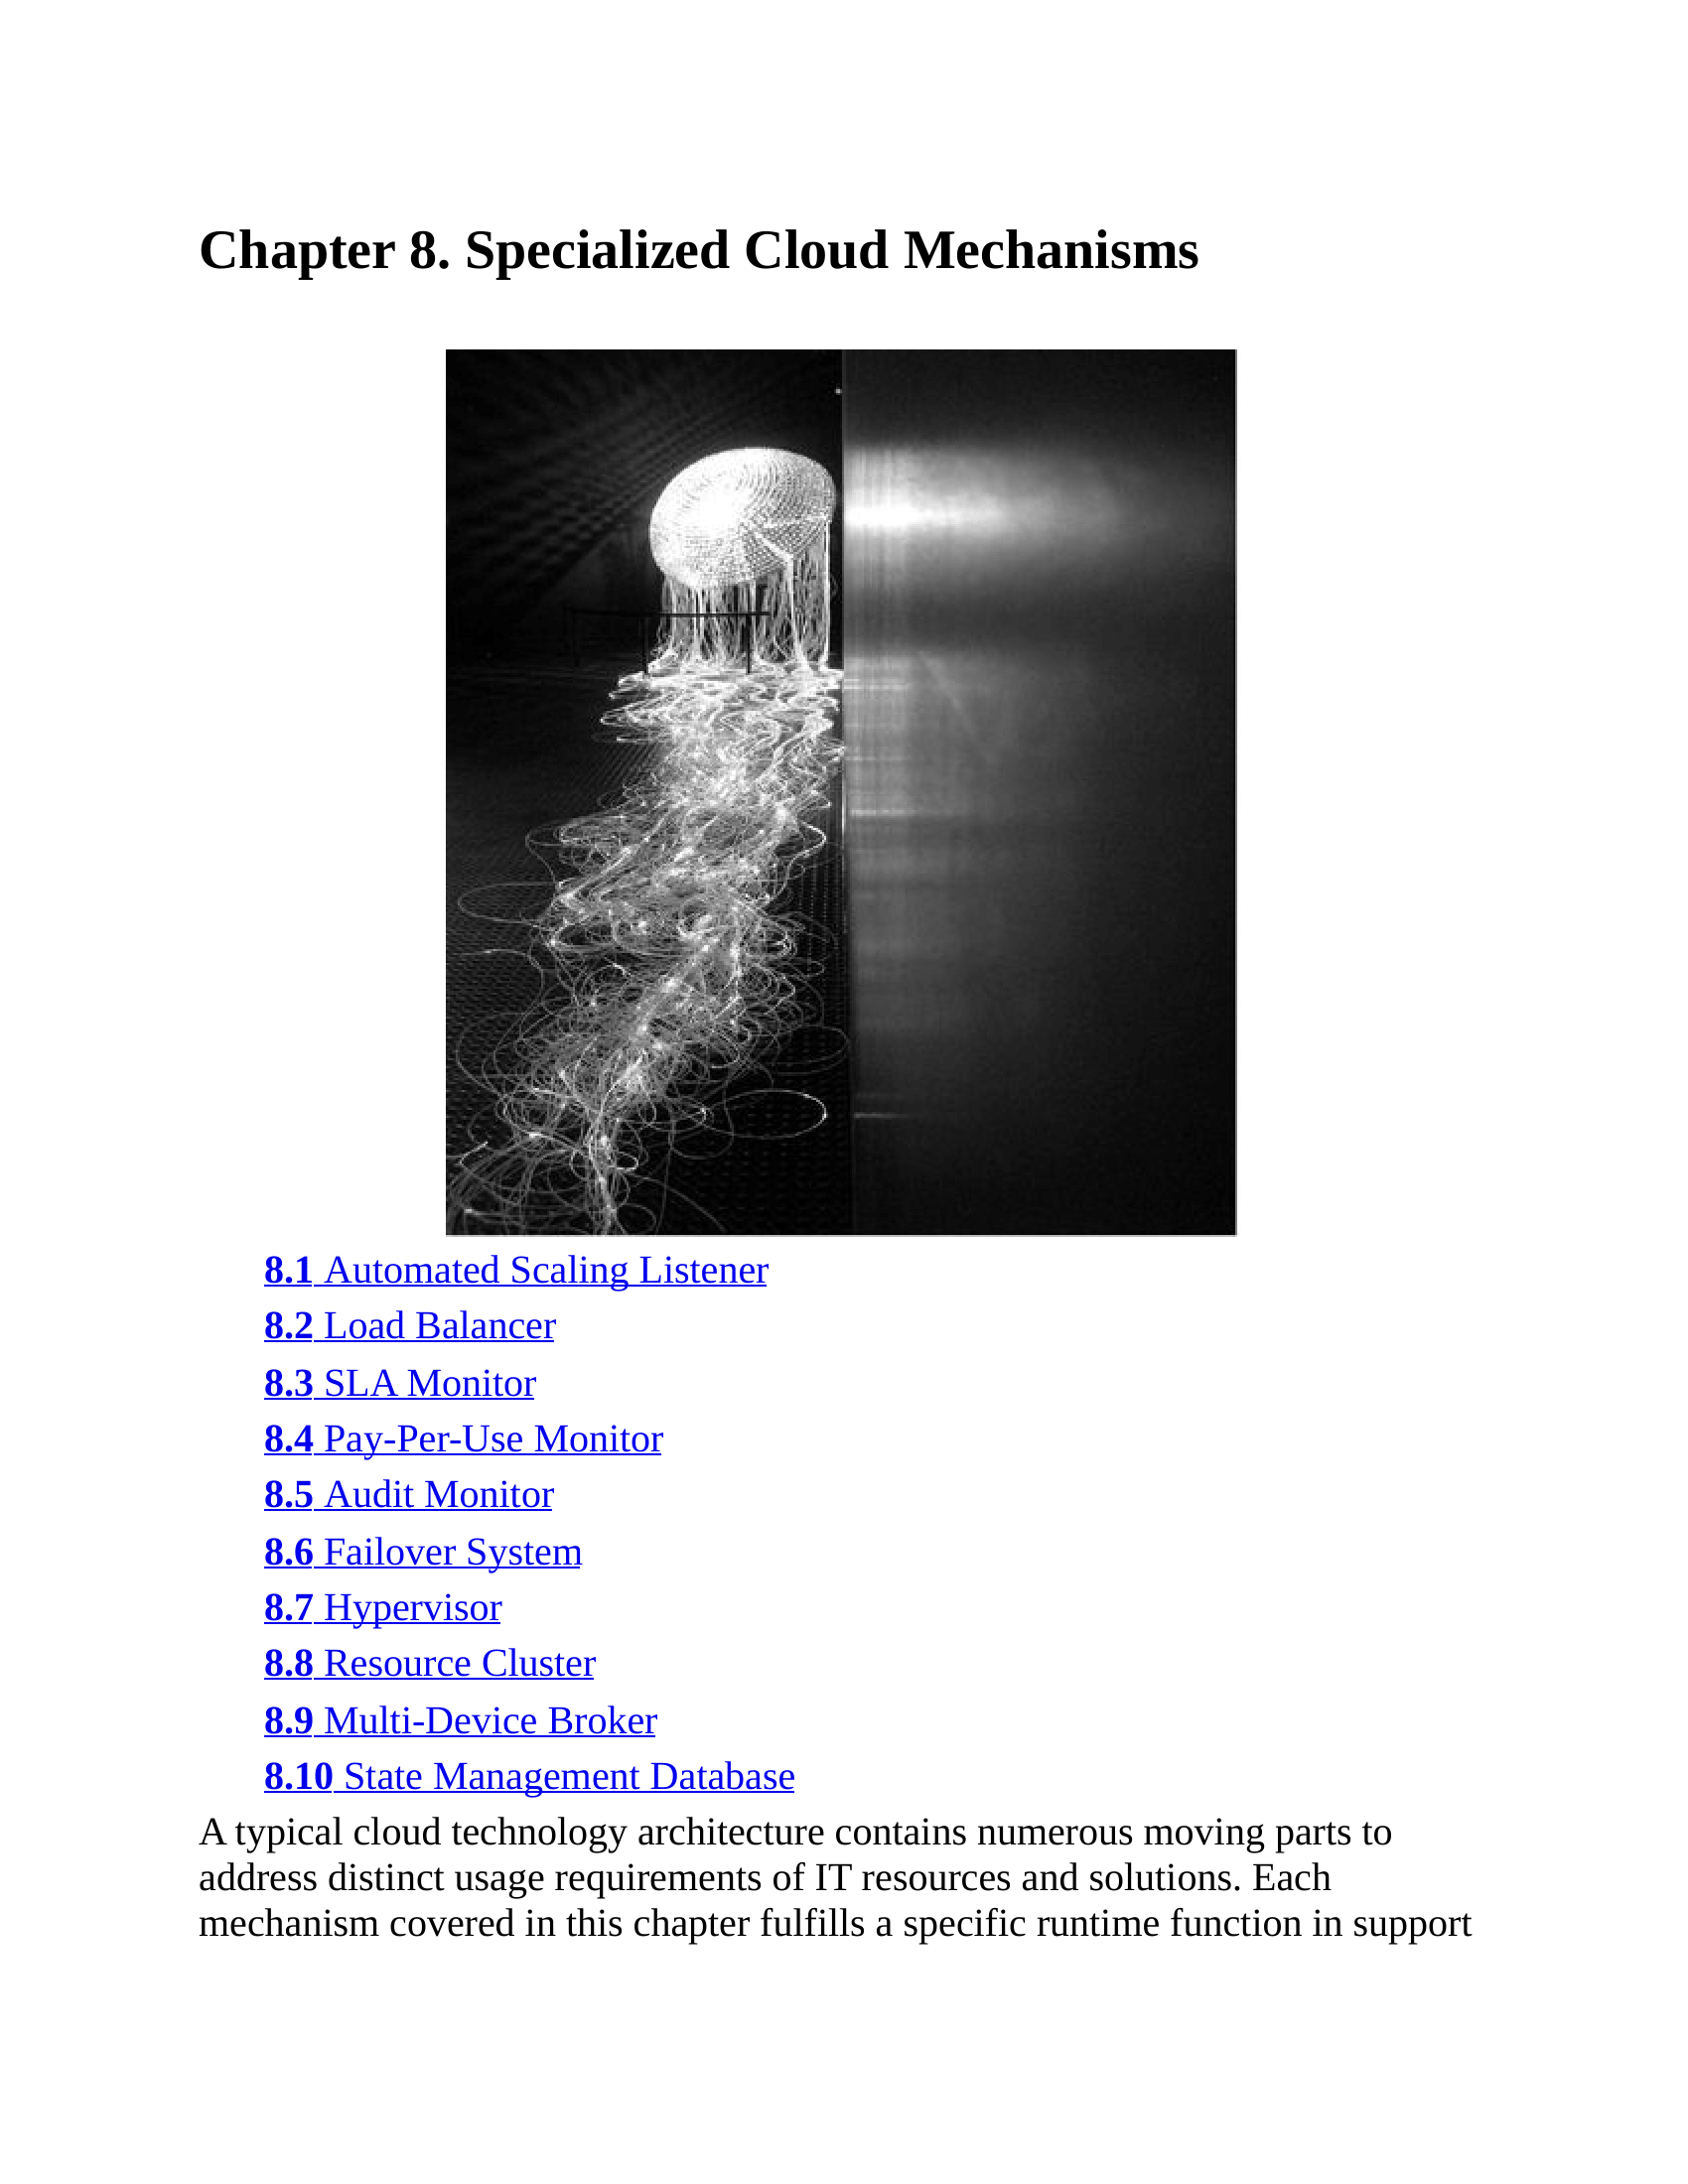 Chapter 8. Specialized Cloud Mechanisms
8.1 Automated Scaling Listener
8.2 Load Balancer
8.3 SLA Monitor
8.4 Pay-Per-Use Monitor
8.5 Audit Monitor
8.6 Failover System
8.7 Hypervisor
8.8 Resource Cluster
8.9 Multi-Device Broker
8.10 State Management Database
A typical cloud technology architecture contains numerous moving parts to
address distinct usage requirements of IT resources and solutions. Each
mechanism covered in this chapter fulfills a specific runtime function in support